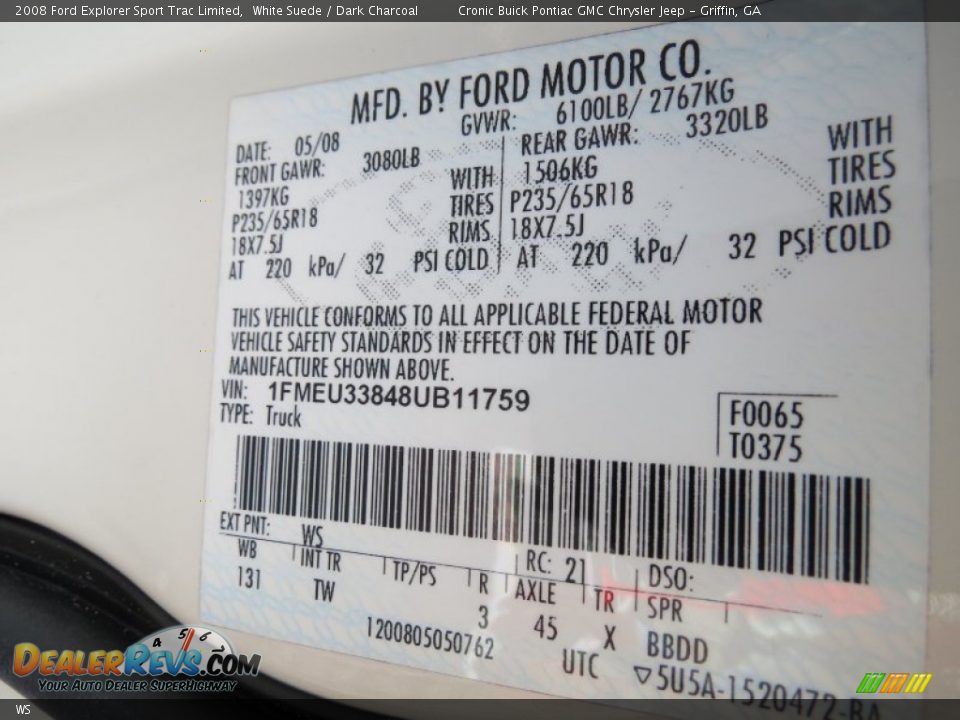 2008 Ford Explorer Sport Trac Limited, White Suede / Dark Charcoal Cronic Buick Pontiac GMC Chrysler Jeep - Griffin, GA
MFD. BY FORD MOTOR CO.
DATE: 05/08 GVWR: 6100LB/ 2767KG
FRONT GAWR: 3080LB REAR GAWR: 3320LB
1397KG WITH 1506KG WITH
P235/65R18 TIRES P235/65R18 TIRES
18X7.5J RIMS 18X7.5J RIMS
AT 220 kPa/ 32 PSI COLD AT 220 kPa/ 32 PSI COLD
THIS VEHICLE CONFORMS TO ALL APPLICABLE FEDERAL MOTOR
VEHICLE SAFETY STANDARDS IN EFFECT ON THE DATE OF
MANUFACTURE SHOWN ABOVE.
VIN: 1FMEU33848UB11759
TYPE: Truck
F0065
T0375
EXT PNT: WS RC: 21 DSO:
WB INT TR TP/PS R AXLE TR SPR
131 TW 3 45 X BBDD
1200805050762 UTC ▽5U5A-1520472-BA
4 5 6
DEALERREVS.COM
YOUR AUTO DEALER SUPERHIGHWAY
WS